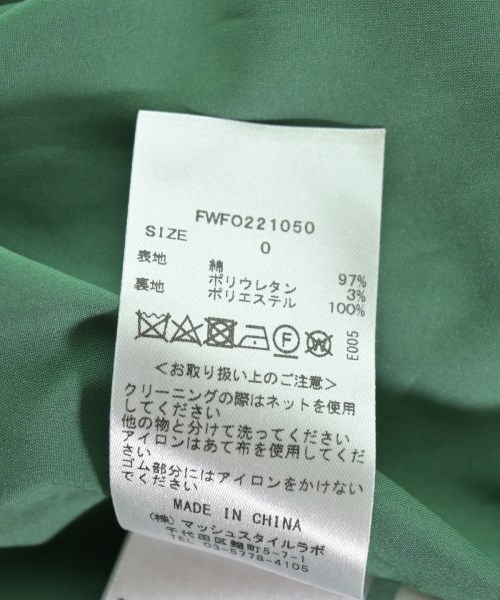 FWFO221050
SIZE 0
表地 綿 97%
ポリウレタン 3%
裏地 ポリエステル 100%
F W E005
<お取り扱い上のご注意>
クリーニングの際はネットを使用
してください
他の物と分けて洗ってください
アイロンはあて布を使用してくだ
さい
ゴム部分にはアイロンをかけない
でください
MADE IN CHINA
(株)マッシュスタイルラボ
千代田区麹町5-7-1
TEL 03-5778-4105